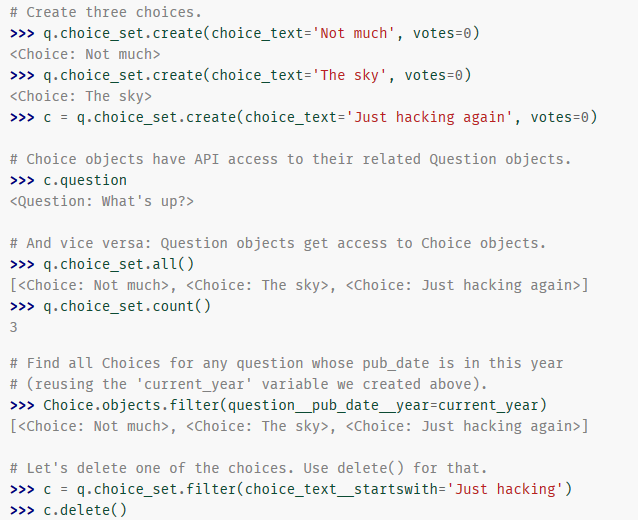 # Create three choices.
>>> q.choice_set.create(choice_text='Not much', votes=0)
<Choice: Not much>
>>> q.choice_set.create(choice_text='The sky', votes=0)
<Choice: The sky>
>>> c = q.choice_set.create(choice_text='Just hacking again', votes=0)
# Choice objects have API access to their related Question objects.
>>> c.question
<Question: What's up?>
# And vice versa: Question objects get access to Choice objects.
>>> q.choice_set.all()
[<Choice: Not much>, <Choice: The sky>, <Choice: Just hacking again>]
>>> q.choice_set.count()
3
# Find all Choices for any question whose pub_date is in this year
# (reusing the 'current_year' variable we created above).
>>> Choice.objects.filter(question__pub_date__year=current_year)
[<Choice: Not much>, <Choice: The sky>, <Choice: Just hacking again>]
# Let's delete one of the choices. Use delete() for that.
>>> c = q.choice_set.filter(choice_text__startswith='Just hacking')
>>> c.delete()